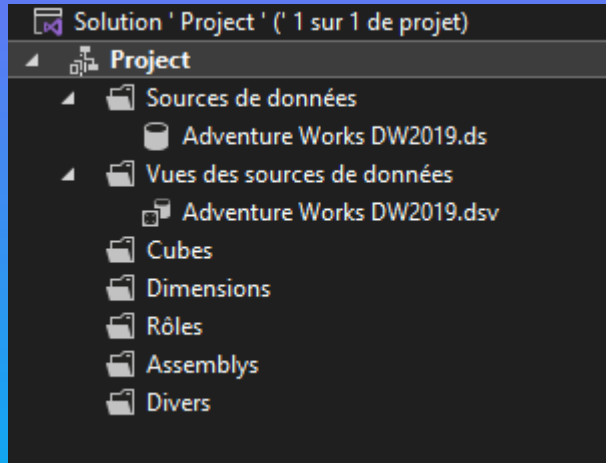 Solution ' Project ' (' 1 sur 1 de projet)
Project
Sources de données
Adventure Works DW2019.ds
Vues des sources de données
Adventure Works DW2019.dsv
Cubes
Dimensions
Rôles
Assemblys
Divers